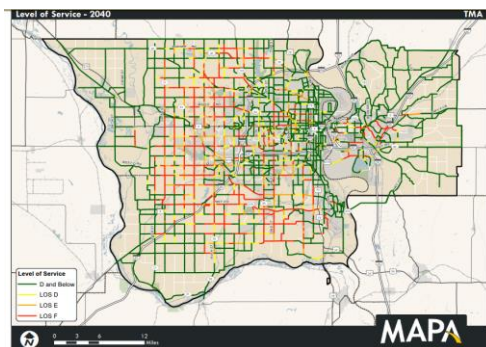 Level of Service - 2040
TMA
Level of Service
D and Below
LOS D
LOS E
LOS F
N
0 3 6 12
Miles
MAPA